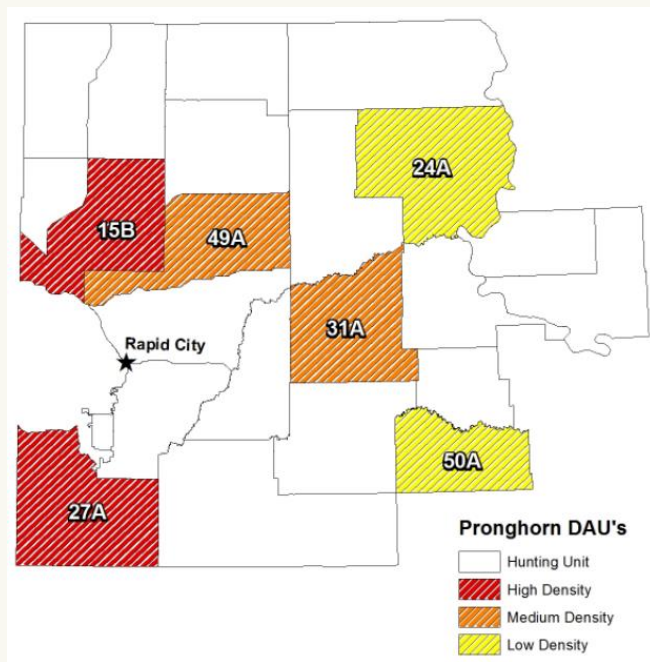 24A
15B
49A
31A
Rapid City
50A
27A
Pronghorn DAU's
Hunting Unit
High Density
Medium Density
Low Density